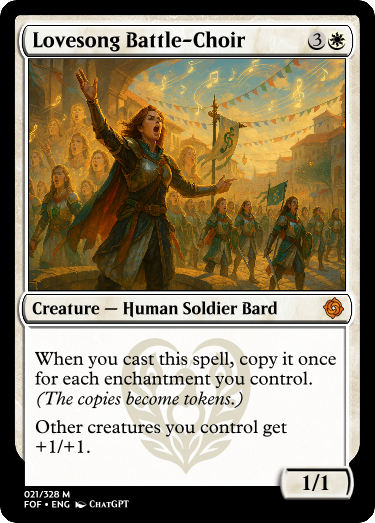 Lovesong Battle-Choir 3
Creature — Human Soldier Bard
When you cast this spell, copy it once
for each enchantment you control.
(The copies become tokens.)
Other creatures you control get
+1/+1.
1/1
021/328 M
FOF • ENG ChatGPT